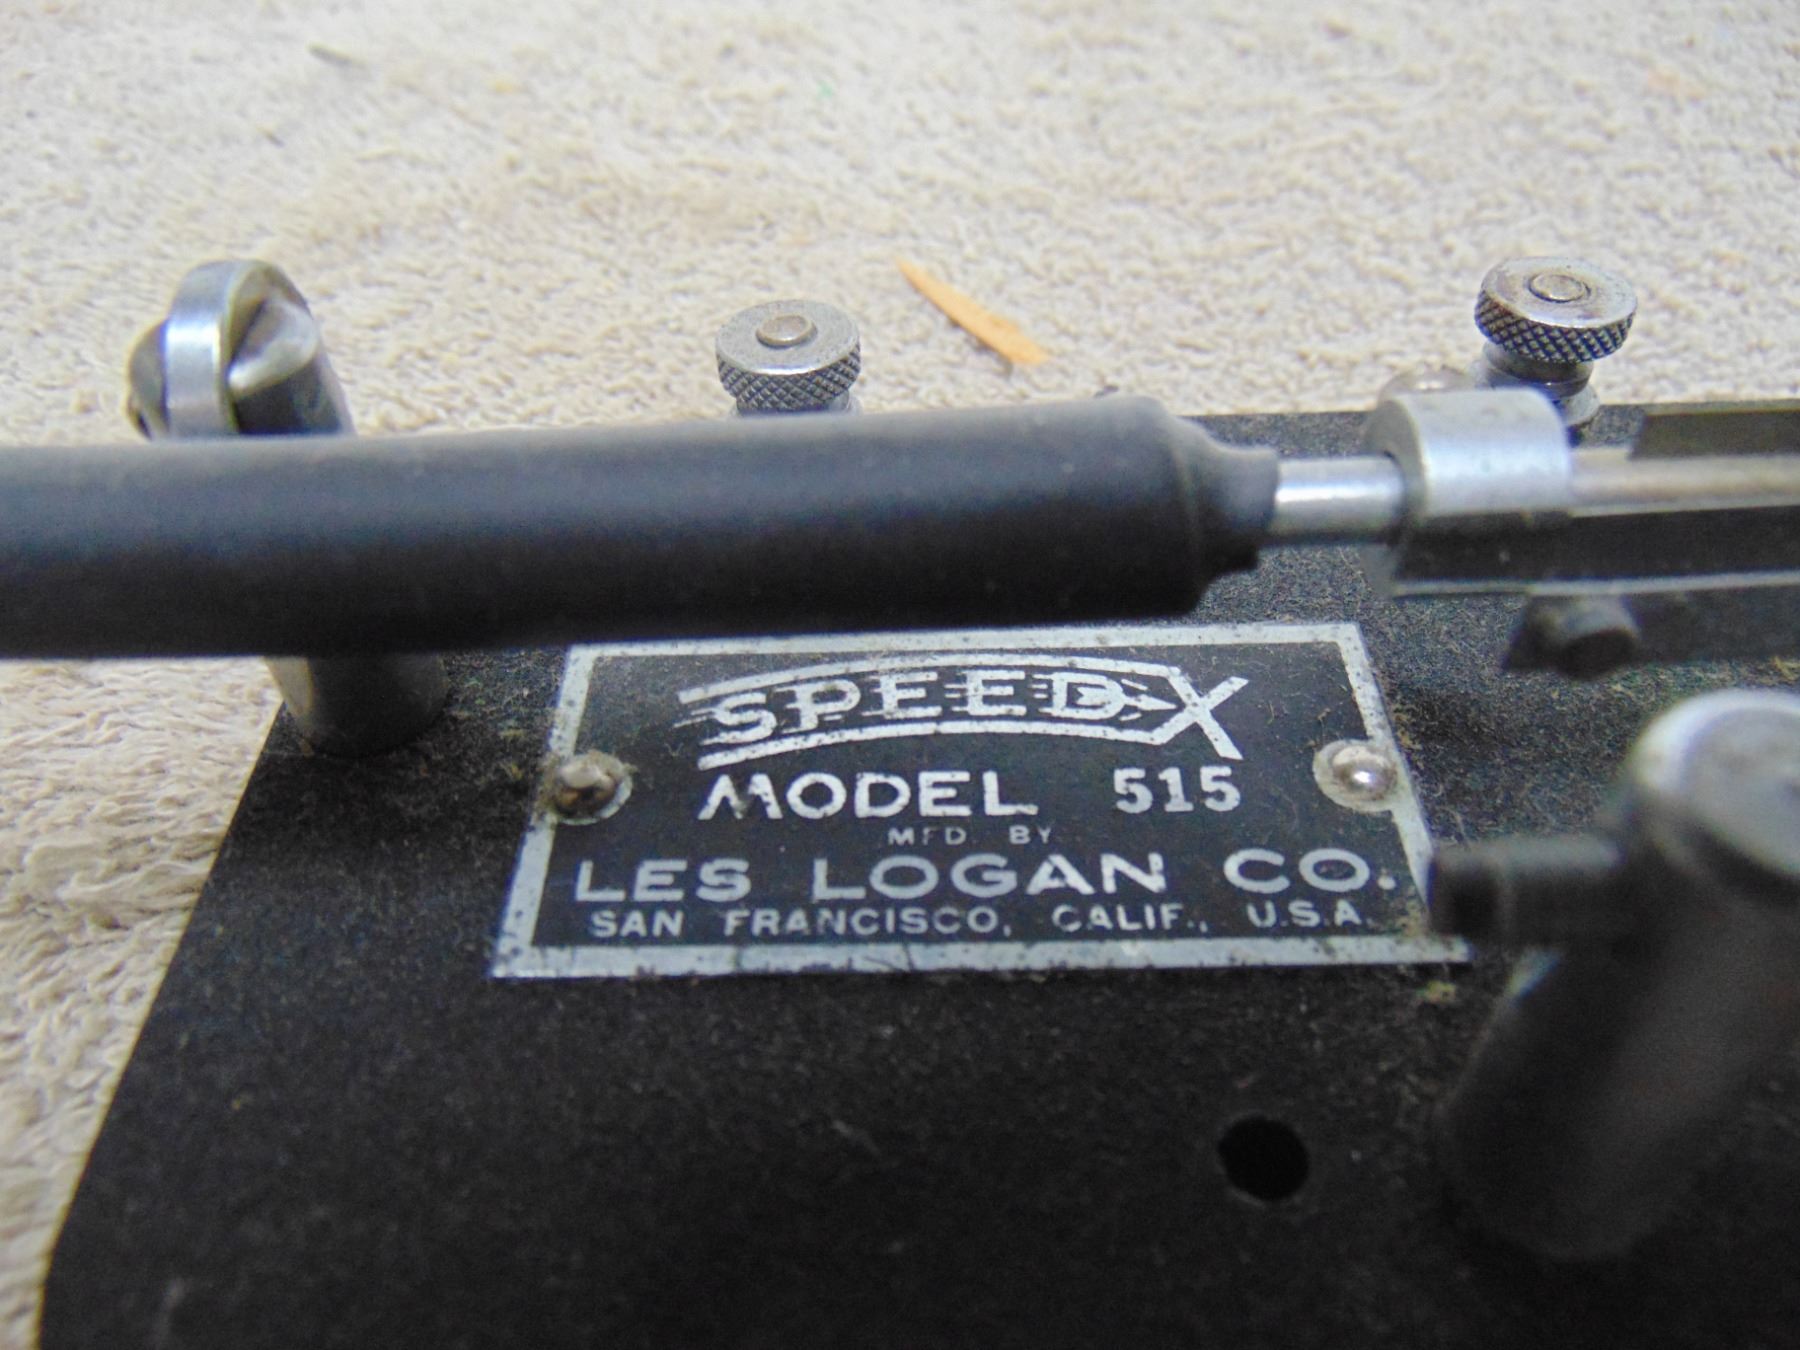 SPEED-X
MODEL 515
MFD. BY
LES LOGAN CO.
SAN FRANCISCO, CALIF., U.S.A.